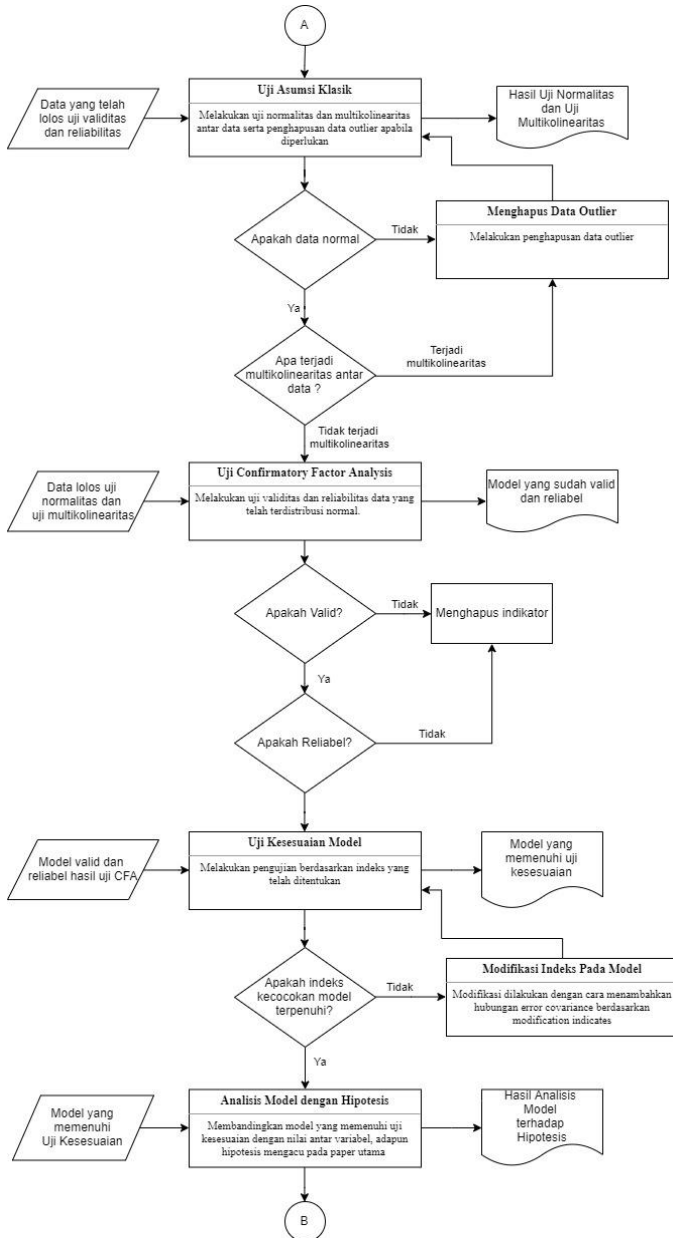 A
Uji Asumsi Klasik
Melakukan uji normalitas dan multikolinearitas
antar data serta penghapusan data outlier apabila
diperlukan
Data yang telah
lolos uji validitas
dan reliabilitas
Hasil Uji Normalitas
dan Uji
Multikolinearitas
Apakah data normal
Tidak
Menghapus Data Outlier
Melakukan penghapusan data outlier
Ya
Apa terjadi
multikolinearitas antar
data ?
Terjadi
multikolinearitas
Tidak terjadi
multikolinearitas
Uji Confirmatory Factor Analysis
Melakukan uji validitas dan reliabilitas data yang
telah terdistribusi normal.
Data lolos uji
normalitas dan
uji multikolinearitas
Model yang sudah valid
dan reliabel
Apakah Valid?
Tidak
Menghapus indikator
Ya
Apakah Reliabel?
Tidak
Uji Kesesuaian Model
Melakukan pengujian berdasarkan indeks yang
telah ditentukan
Model valid dan
reliabel hasil uji CFA
Model yang
memenuhi uji
kesesuaian
Apakah indeks
kecocokan model
terpenuhi?
Tidak
Modifikasi Indeks Pada Model
Modifikasi dilakukan dengan cara menambahkan
hubungan error covariance berdasarkan
modification indicates
Ya
Analisis Model dengan Hipotesis
Membandingkan model yang memenuhi uji
kesesuaian dengan nilai antar variabel, adapun
hipotesis mengacu pada paper utama
Model yang
memenuhi
Uji Kesesuaian
Hasil Analisis
Model
terhadap
Hipotesis
B